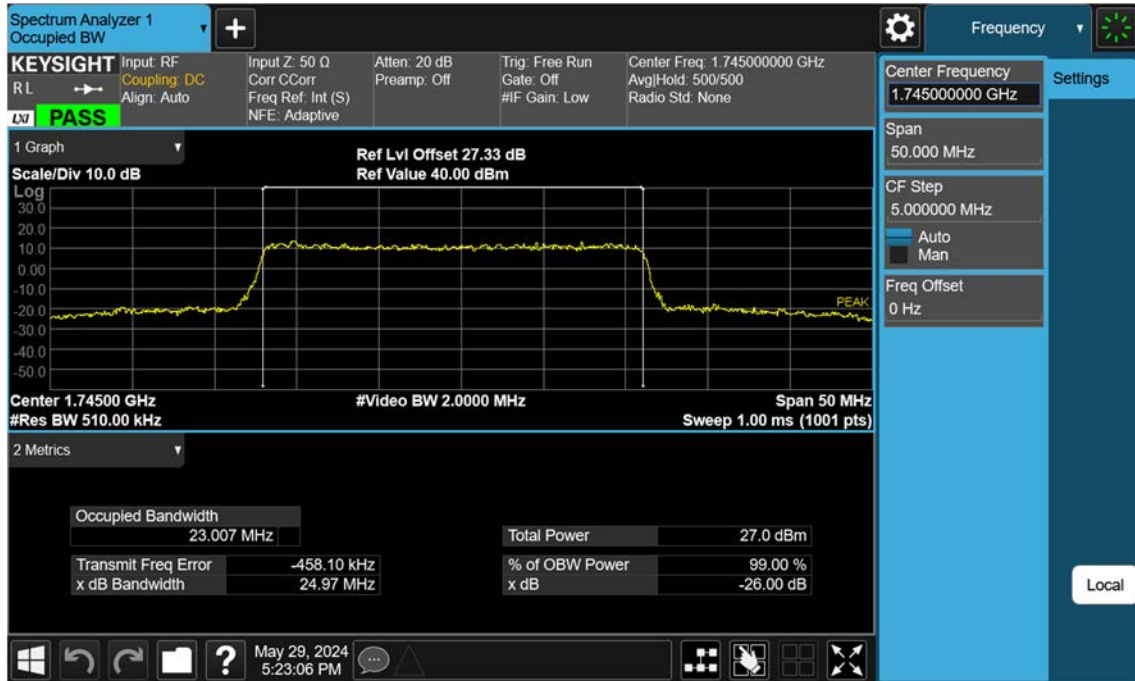 Spectrum Analyzer 1
Occupied BW
Frequency
KEYSIGHT
R L
LXI PASS
Input: RF
Coupling: DC
Align: Auto
Input Z: 50 Ω
Corr CCorr
Freq Ref: Int (S)
NFE: Adaptive
Atten: 20 dB
Preamp: Off
Trig: Free Run
Gate: Off
#IF Gain: Low
Center Freq: 1.745000000 GHz
Avg|Hold: 500/500
Radio Std: None
Center Frequency
1.745000000 GHz
Settings
Span
50.000 MHz
CF Step
5.000000 MHz
Auto
Man
Freq Offset
0 Hz
Local
1 Graph
Scale/Div 10.0 dB
Ref Lvl Offset 27.33 dB
Ref Value 40.00 dBm
Log
30.0
20.0
10.0
0.00
-10.0
-20.0
-30.0
-40.0
-50.0
PEAK
Center 1.74500 GHz
#Video BW 2.0000 MHz
Span 50 MHz
#Res BW 510.00 kHz
Sweep 1.00 ms (1001 pts)
2 Metrics
Occupied Bandwidth
23.007 MHz
Total Power 27.0 dBm
Transmit Freq Error -458.10 kHz
% of OBW Power 99.00 %
x dB Bandwidth 24.97 MHz
x dB -26.00 dB
?
May 29, 2024
5:23:06 PM